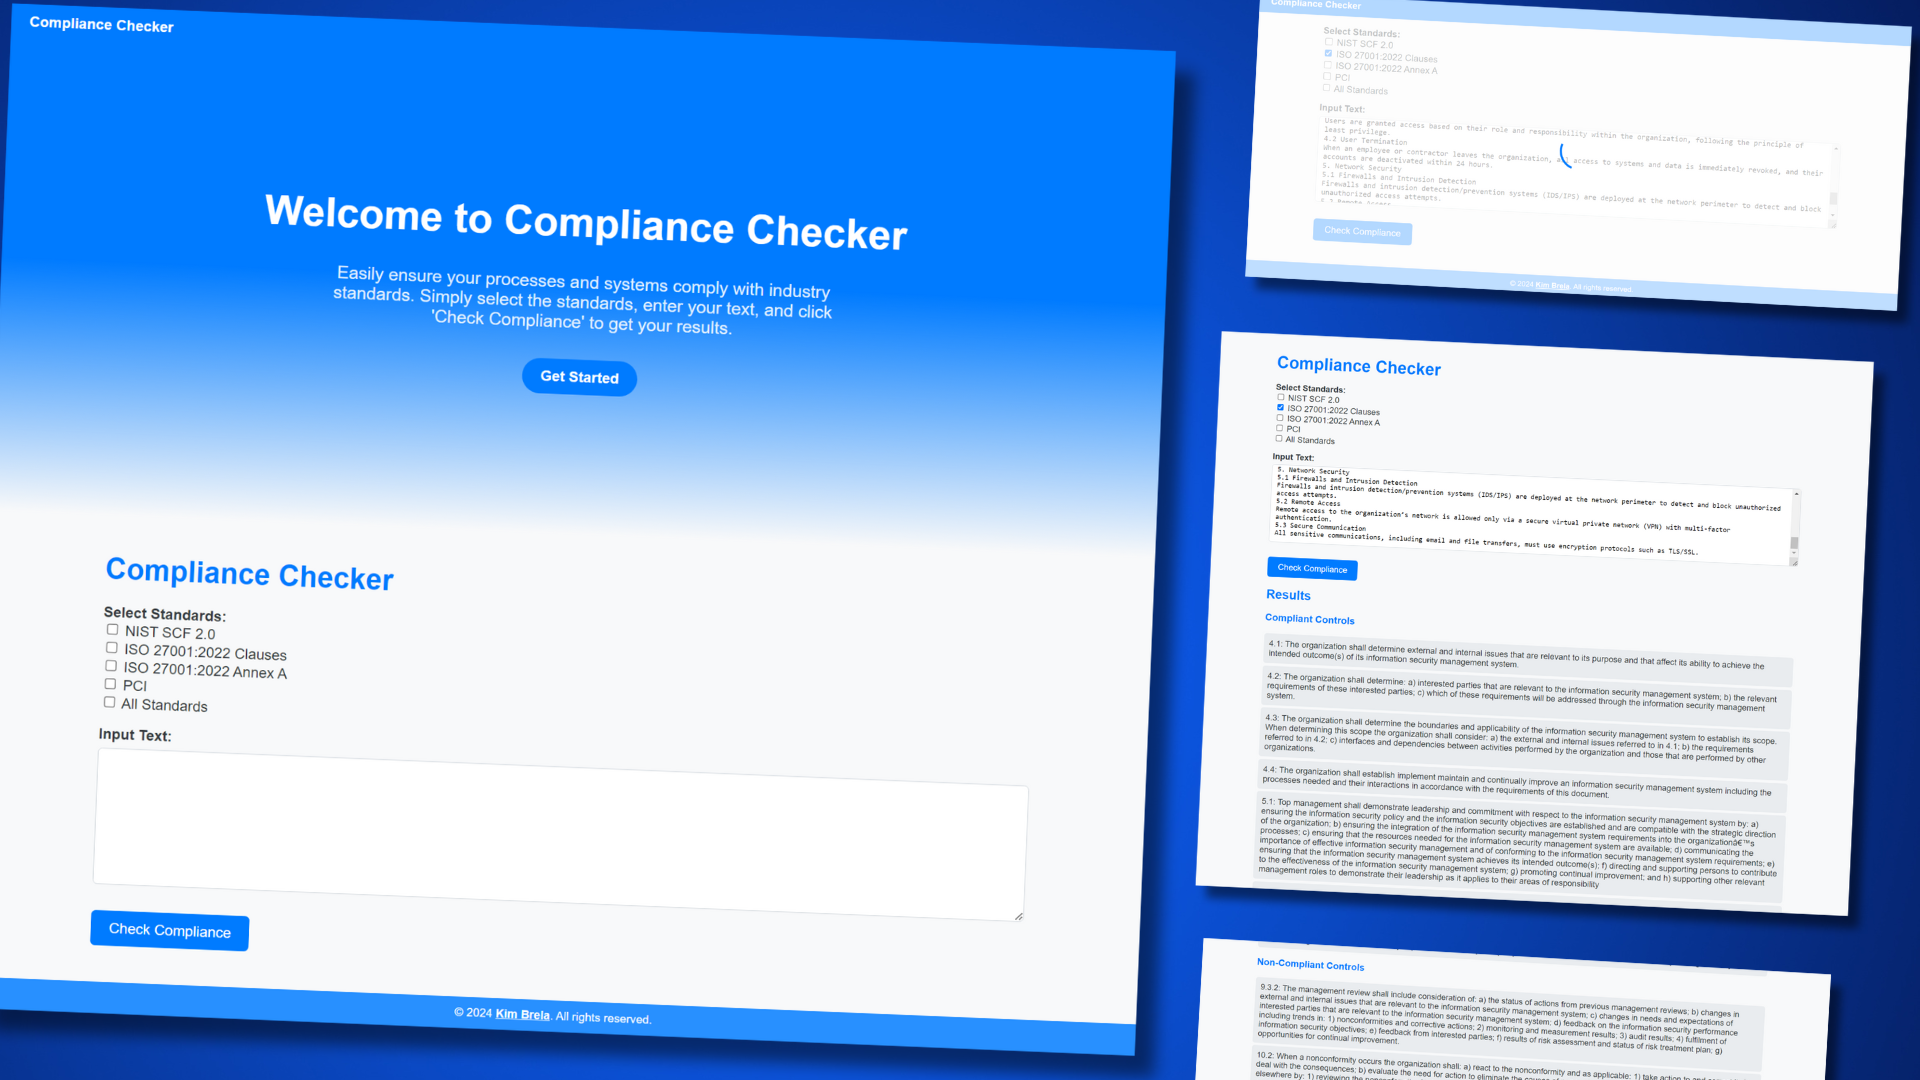 Compliance Checker
Welcome to Compliance Checker
Easily ensure your processes and systems comply with industry
standards. Simply select the standards, enter your text, and click
'Check Compliance' to get your results.
Get Started
Compliance Checker
Select Standards:
NIST SCF 2.0
ISO 27001:2022 Clauses
ISO 27001:2022 Annex A
PCI
All Standards
Input Text:
Check Compliance
© 2024 Kim Brela. All rights reserved.
Compliance Checker
Select Standards:
NIST SCF 2.0
ISO 27001:2022 Clauses
ISO 27001:2022 Annex A
PCI
All Standards
Input Text:
Users are granted access based on their role and responsibility within the organization, following the principle of
least privilege.
4.2 User Termination
When an employee or contractor leaves the organization, all access to systems and data is immediately revoked, and their
accounts are deactivated within 24 hours.
5. Network Security
5.1 Firewalls and Intrusion Detection
Firewalls and intrusion detection/prevention systems (IDS/IPS) are deployed at the network perimeter to detect and block
unauthorized access attempts.
5.2 Remote Access
Check Compliance
© 2024 Kim Brela. All rights reserved.
Compliance Checker
Select Standards:
NIST SCF 2.0
ISO 27001:2022 Clauses
ISO 27001:2022 Annex A
PCI
All Standards
Input Text:
5. Network Security
5.1 Firewalls and Intrusion Detection
Firewalls and intrusion detection/prevention systems (IDS/IPS) are deployed at the network perimeter to detect and block unauthorized
access attempts.
5.2 Remote Access
Remote access to the organization's network is allowed only via a secure virtual private network (VPN) with multi-factor
authentication.
5.3 Secure Communication
All sensitive communications, including email and file transfers, must use encryption protocols such as TLS/SSL.
Check Compliance
Results
Compliant Controls
4.1: The organization shall determine external and internal issues that are relevant to its purpose and that affect its ability to achieve the
intended outcome(s) of its information security management system.
4.2: The organization shall determine: a) interested parties that are relevant to the information security management system; b) the relevant
requirements of these interested parties; c) which of these requirements will be addressed through the information security management
system.
4.3: The organization shall determine the boundaries and applicability of the information security management system to establish its scope.
When determining this scope the organization shall consider: a) the external and internal issues referred to in 4.1; b) the requirements
referred to in 4.2; c) interfaces and dependencies between activities performed by the organization and those that are performed by other
organizations.
4.4: The organization shall establish implement maintain and continually improve an information security management system including the
processes needed and their interactions in accordance with the requirements of this document.
5.1: Top management shall demonstrate leadership and commitment with respect to the information security management system by: a)
ensuring the information security policy and the information security objectives are established and are compatible with the strategic direction
of the organization; b) ensuring the integration of the information security management system requirements into the organizationâ€™s
processes; c) ensuring that the resources needed for the information security management system are available; d) communicating the
importance of effective information security management and of conforming to the information security management system requirements; e)
ensuring that the information security management system achieves its intended outcome(s); f) directing and supporting persons to contribute
to the effectiveness of the information security management system; g) promoting continual improvement; and h) supporting other relevant
management roles to demonstrate their leadership as it applies to their areas of responsibility
Non-Compliant Controls
9.3.2: The management review shall include consideration of: a) the status of actions from previous management reviews; b) changes in
external and internal issues that are relevant to the information security management system; c) changes in needs and expectations of
interested parties that are relevant to the information security management system; d) feedback on the information security performance
including trends in: 1) nonconformities and corrective actions; 2) monitoring and measurement results; 3) audit results; 4) fulfilment of
information security objectives; e) feedback from interested parties; f) results of risk assessment and status of risk treatment plan; g)
opportunities for continual improvement.
10.2: When a nonconformity occurs the organization shall: a) react to the nonconformity and as applicable: 1) take action to
deal with the consequences; b) evaluate the need for action to eliminate the
elsewhere by: 1) reviewing the